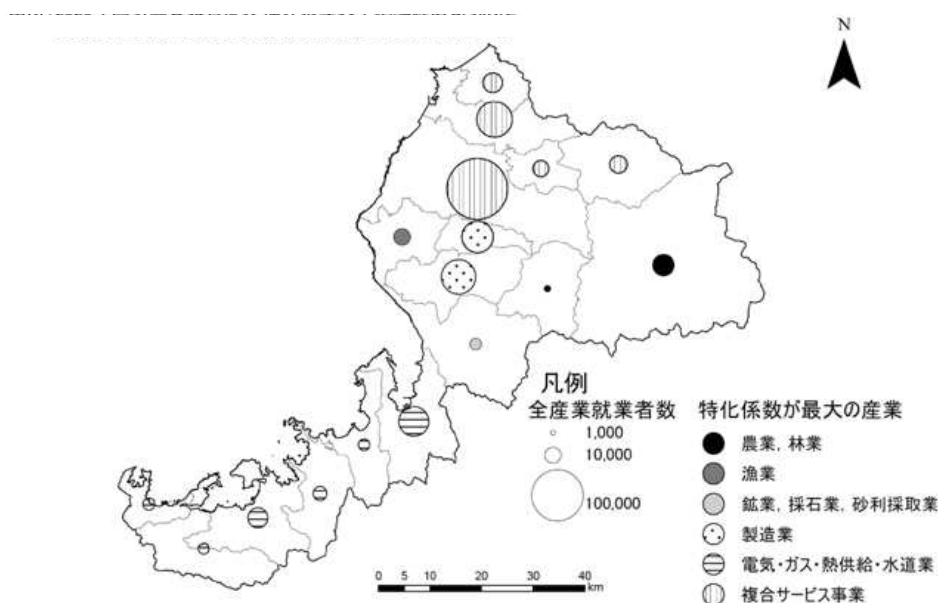 N
凡例
全産業就業者数
1,000
10,000
100,000
特化係数が最大の産業
農業, 林業
漁業
鉱業, 採石業, 砂利採取業
製造業
電気・ガス・熱供給・水道業
複合サービス事業
0 5 10 20 30 40
km